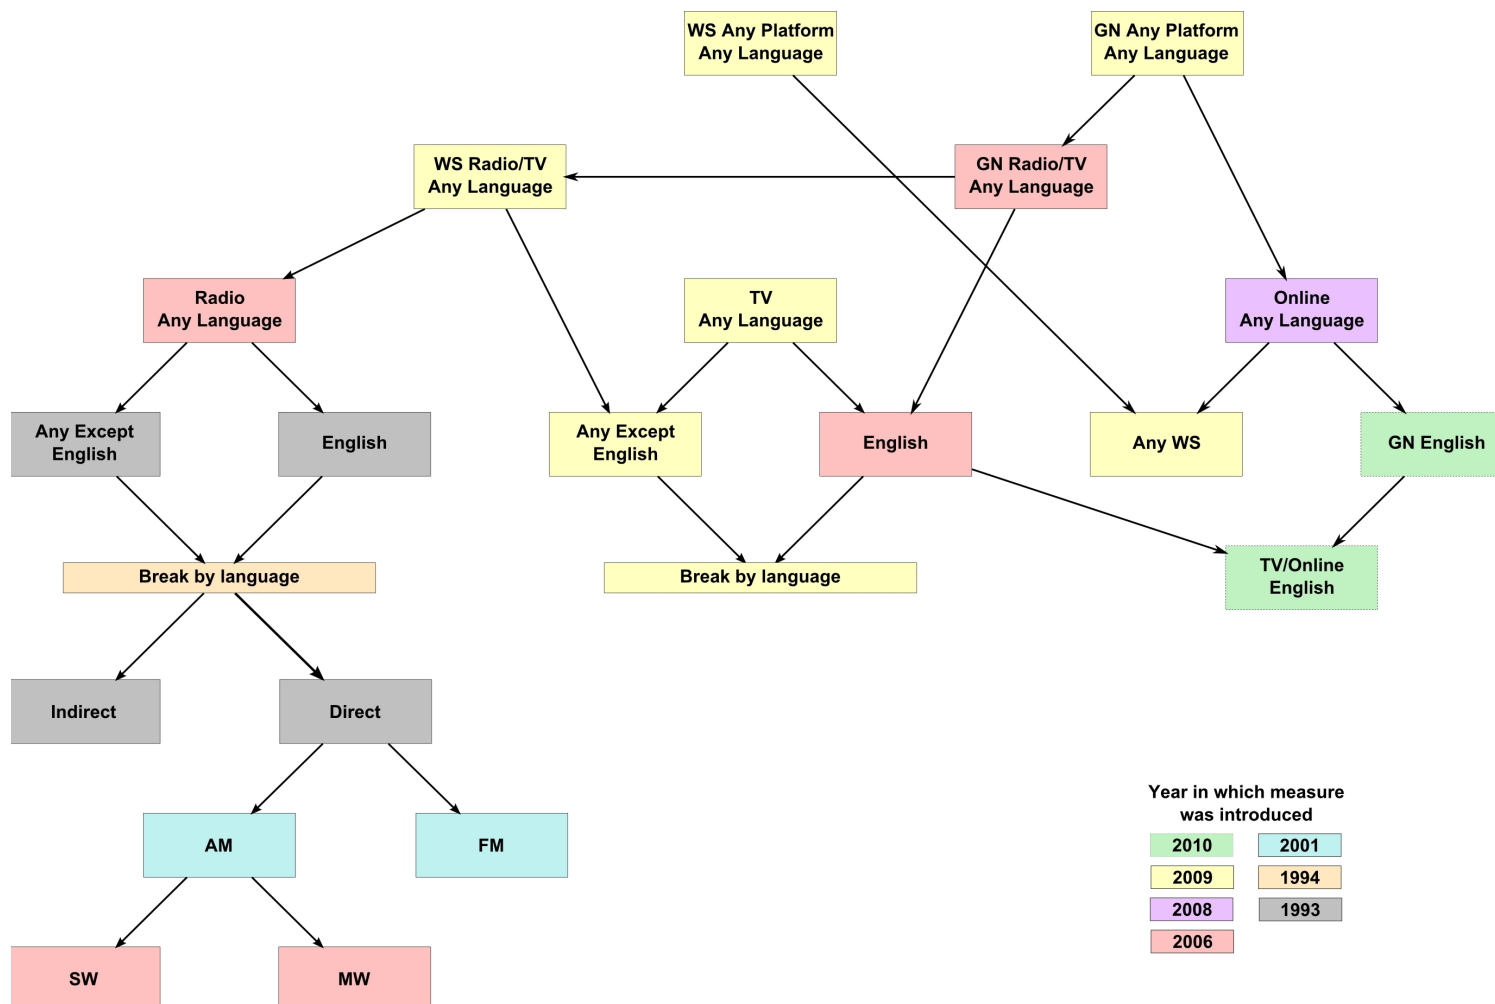 WS Any Platform
Any Language
GN Any Platform
Any Language
WS Radio/TV
Any Language
GN Radio/TV
Any Language
Radio
Any Language
TV
Any Language
Online
Any Language
Any Except
English
English
Any Except
English
English
Any WS
GN English
Break by language
Break by language
TV/Online
English
Indirect
Direct
AM
FM
SW
MW
Year in which measure
was introduced
2010
2001
2009
1994
2008
1993
2006